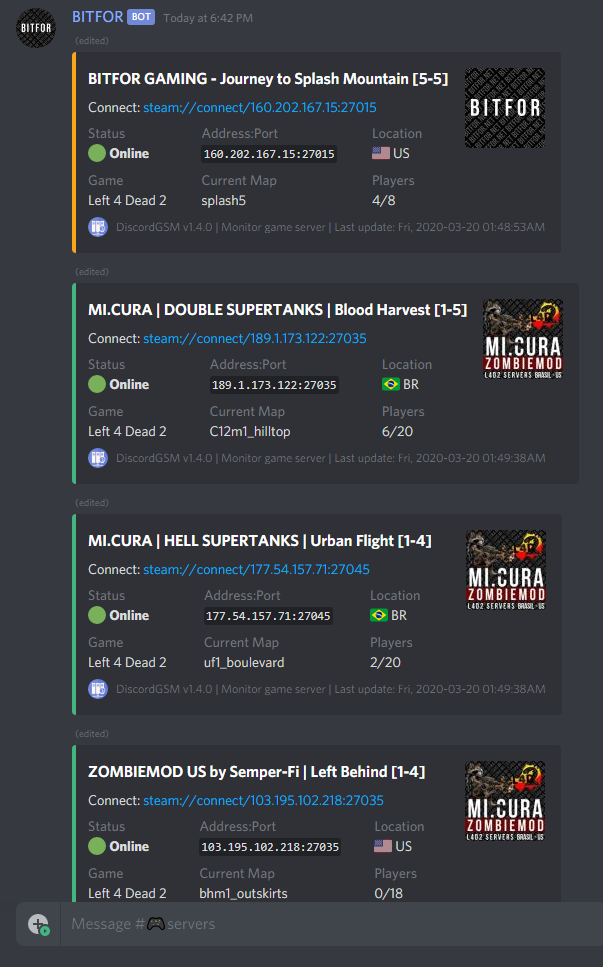 BITFOR
BITFOR BOT Today at 6:42 PM
(edited)
BITFOR GAMING - Journey to Splash Mountain [5-5]
BITFOR
Connect: steam://connect/160.202.167.15:27015
Status Address:Port Location
Online 160.202.167.15:27015 US
Game Current Map Players
Left 4 Dead 2 splash5 4/8
DiscordGSM v1.4.0 | Monitor game server | Last update: Fri, 2020-03-20 01:48:53AM
(edited)
MI.CURA | DOUBLE SUPERTANKS | Blood Harvest [1-5]
MI.CURA
ZOMBIEMOD
L4D2 SERVERS BRASIL-US
Connect: steam://connect/189.1.173.122:27035
Status Address:Port Location
Online 189.1.173.122:27035 BR
Game Current Map Players
Left 4 Dead 2 C12m1_hilltop 6/20
DiscordGSM v1.4.0 | Monitor game server | Last update: Fri, 2020-03-20 01:49:38AM
(edited)
MI.CURA | HELL SUPERTANKS | Urban Flight [1-4]
MI.CURA
ZOMBIEMOD
L4D2 SERVERS BRASIL-US
Connect: steam://connect/177.54.157.71:27045
Status Address:Port Location
Online 177.54.157.71:27045 BR
Game Current Map Players
Left 4 Dead 2 uf1_boulevard 2/20
DiscordGSM v1.4.0 | Monitor game server | Last update: Fri, 2020-03-20 01:49:38AM
(edited)
ZOMBIEMOD US by Semper-Fi | Left Behind [1-4]
MI.CURA
ZOMBIEMOD
L4D2 SERVERS BRASIL-US
Connect: steam://connect/103.195.102.218:27035
Status Address:Port Location
Online 103.195.102.218:27035 US
Game Current Map Players
Left 4 Dead 2 bhm1_outskirts 0/18
Message #🎮servers